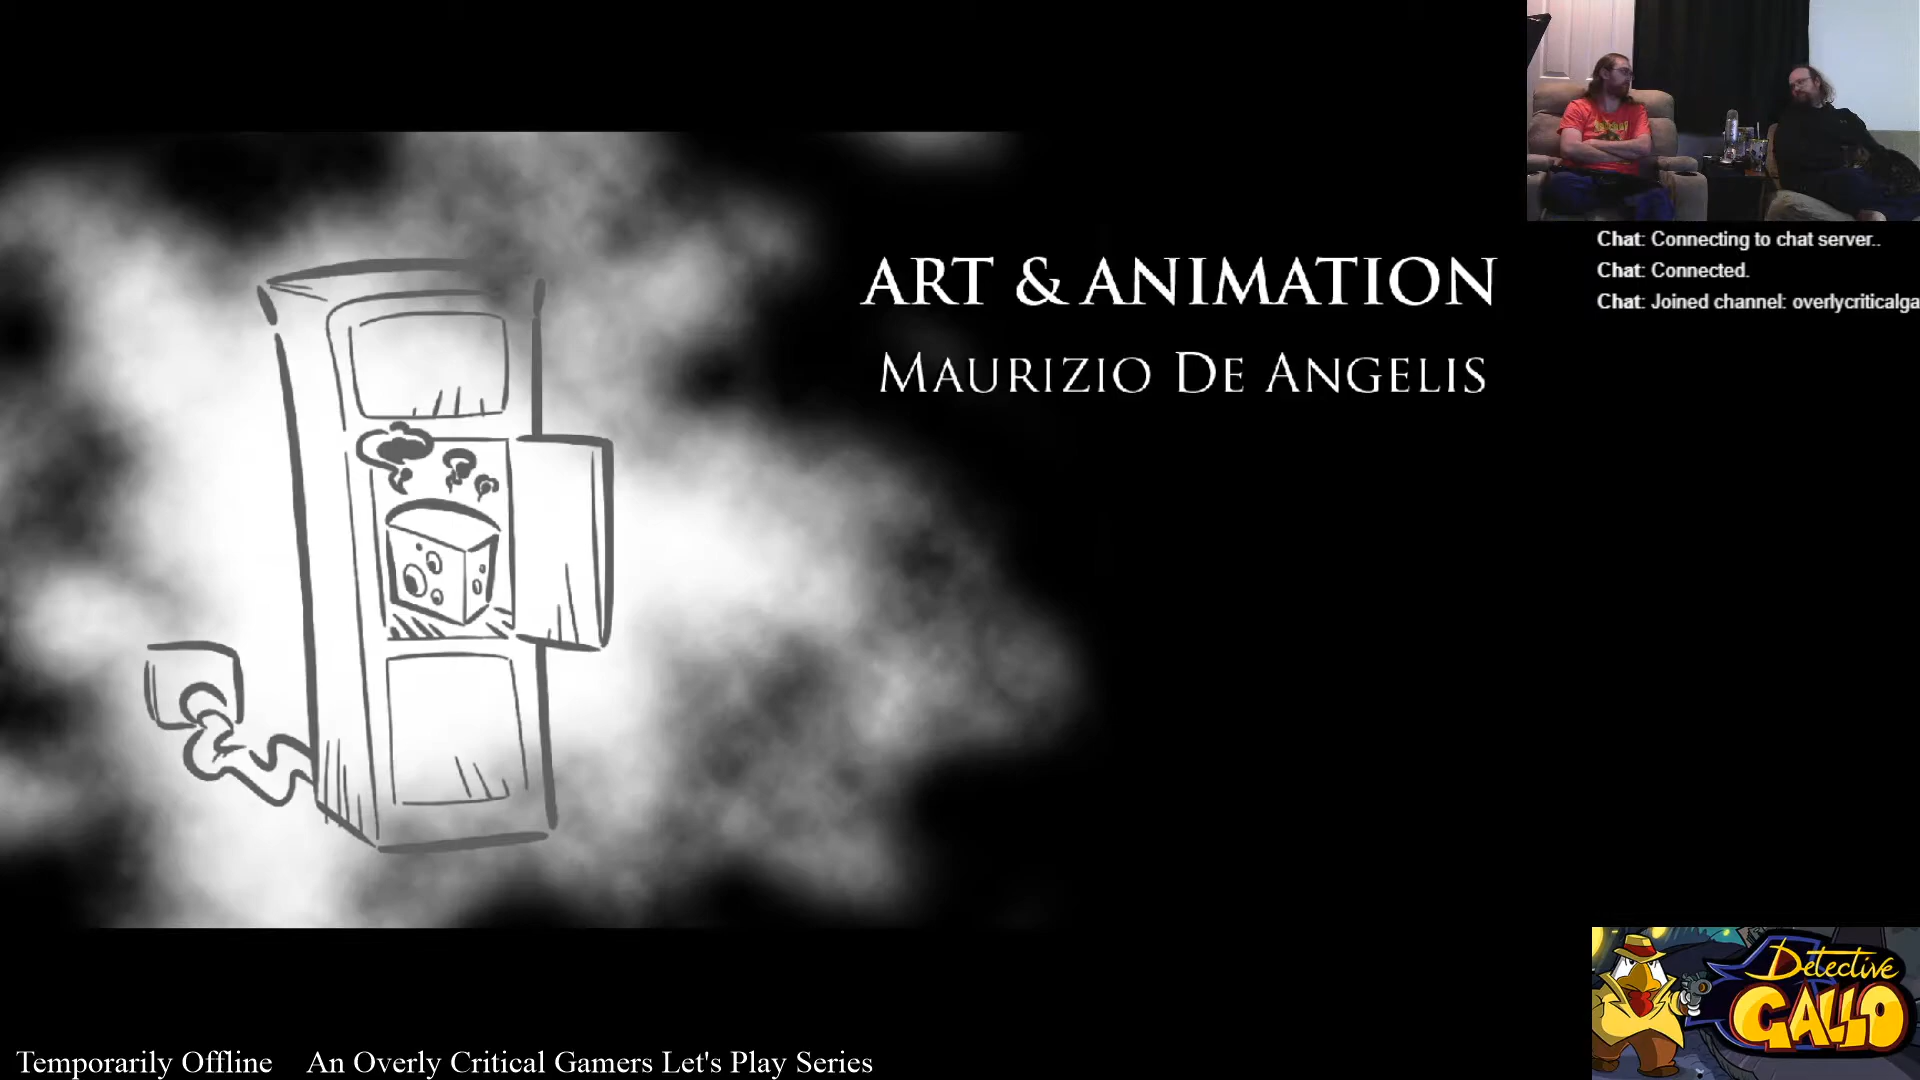 ART & ANIMATION
MAURIZIO DE ANGELIS
Chat: Connecting to chat server..
Chat: Connected.
Chat: Joined channel: overlycriticalga
Detective
GALLO
Temporarily Offline An Overly Critical Gamers Let's Play Series